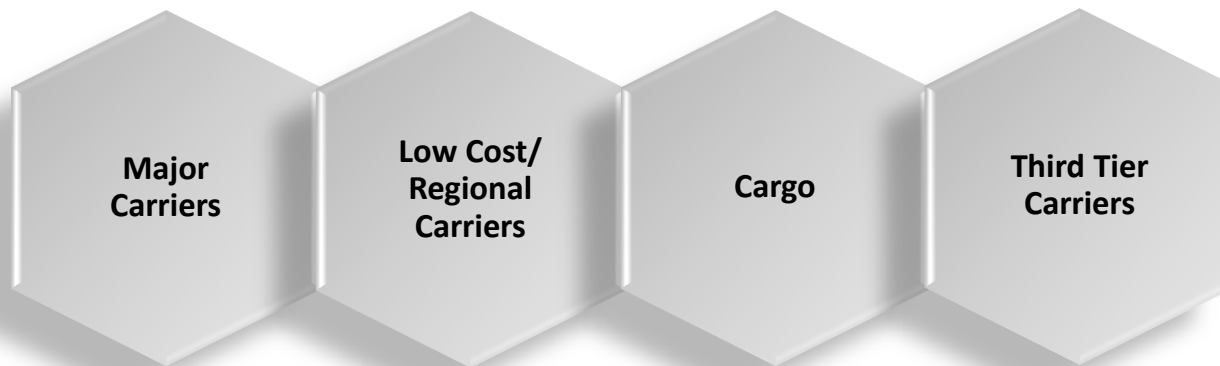 Major
Carriers
Low Cost/
Regional
Carriers
Cargo
Third Tier
Carriers